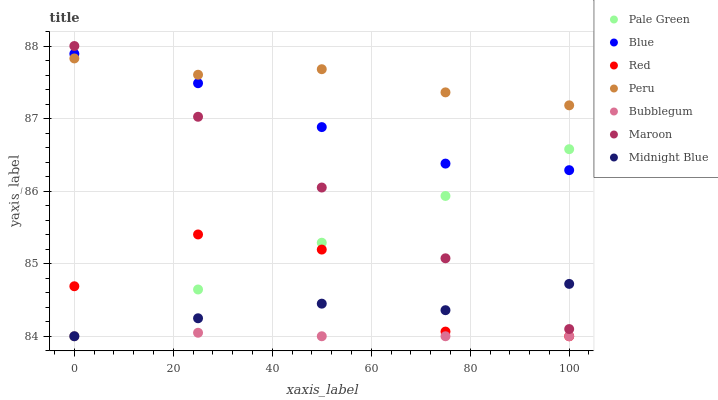 title
yaxis_label
88
87
86
85
84
0
20
40
60
80
100
xaxis_label
Pale Green
Blue
Red
Peru
Bubblegum
Maroon
Midnight Blue